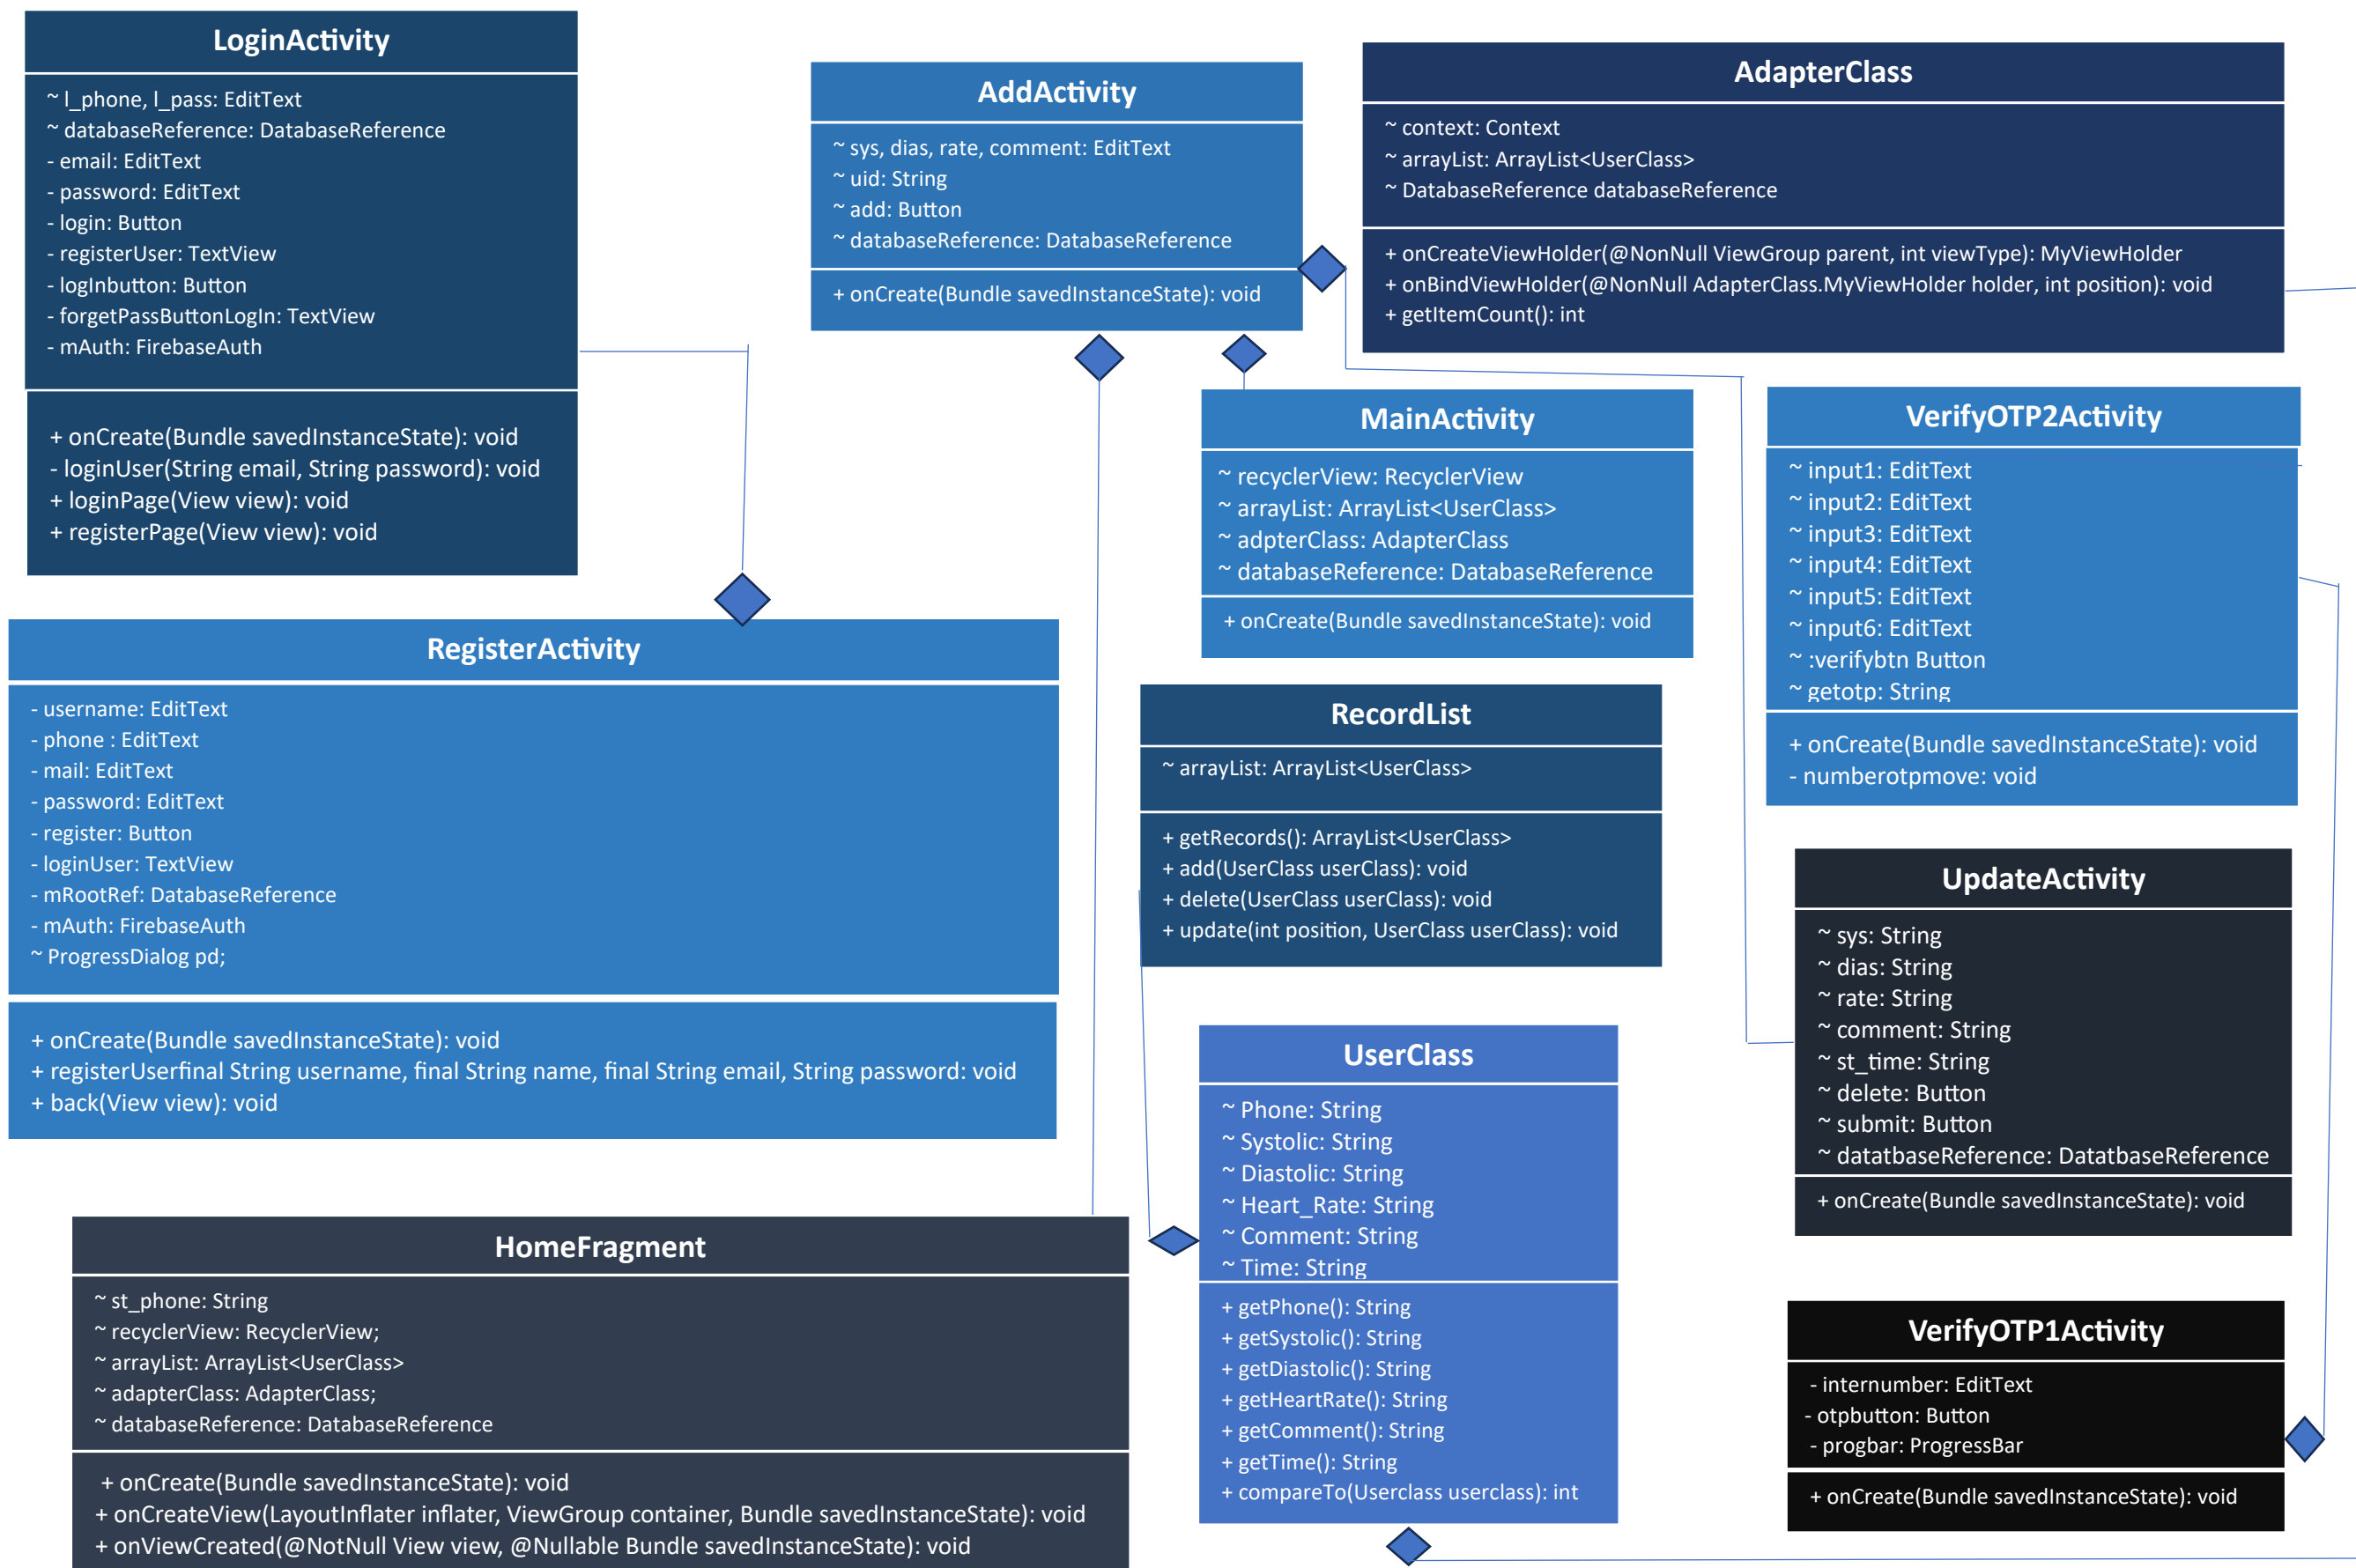 LoginActivity
~ l_phone, l_pass: EditText
~ databaseReference: DatabaseReference
- email: EditText
- password: EditText
- login: Button
- registerUser: TextView
- logInbutton: Button
- forgetPassButtonLogIn: TextView
- mAuth: FirebaseAuth
+ onCreate(Bundle savedInstanceState): void
- loginUser(String email, String password): void
+ loginPage(View view): void
+ registerPage(View view): void
AddActivity
~ sys, dias, rate, comment: EditText
~ uid: String
~ add: Button
~ databaseReference: DatabaseReference
+ onCreate(Bundle savedInstanceState): void
AdapterClass
~ context: Context
~ arrayList: ArrayList<UserClass>
~ DatabaseReference databaseReference
+ onCreateViewHolder(@NonNull ViewGroup parent, int viewType): MyViewHolder
+ onBindViewHolder(@NonNull AdapterClass.MyViewHolder holder, int position): void
+ getItemCount(): int
MainActivity
~ recyclerView: RecyclerView
~ arrayList: ArrayList<UserClass>
~ adpterClass: AdapterClass
~ databaseReference: DatabaseReference
+ onCreate(Bundle savedInstanceState): void
VerifyOTP2Activity
~ input1: EditText
~ input2: EditText
~ input3: EditText
~ input4: EditText
~ input5: EditText
~ input6: EditText
~ :verifybtn Button
~ getotp: String
+ onCreate(Bundle savedInstanceState): void
- numberotpmove: void
RegisterActivity
- username: EditText
- phone : EditText
- mail: EditText
- password: EditText
- register: Button
- loginUser: TextView
- mRootRef: DatabaseReference
- mAuth: FirebaseAuth
~ ProgressDialog pd;
+ onCreate(Bundle savedInstanceState): void
+ registerUserfinal String username, final String name, final String email, String password: void
+ back(View view): void
RecordList
~ arrayList: ArrayList<UserClass>
+ getRecords(): ArrayList<UserClass>
+ add(UserClass userClass): void
+ delete(UserClass userClass): void
+ update(int position, UserClass userClass): void
UpdateActivity
~ sys: String
~ dias: String
~ rate: String
~ comment: String
~ st_time: String
~ delete: Button
~ submit: Button
~ datatbaseReference: DatatbaseReference
+ onCreate(Bundle savedInstanceState): void
UserClass
~ Phone: String
~ Systolic: String
~ Diastolic: String
~ Heart_Rate: String
~ Comment: String
~ Time: String
+ getPhone(): String
+ getSystolic(): String
+ getDiastolic(): String
+ getHeartRate(): String
+ getComment(): String
+ getTime(): String
+ compareTo(Userclass userclass): int
HomeFragment
~ st_phone: String
~ recyclerView: RecyclerView;
~ arrayList: ArrayList<UserClass>
~ adapterClass: AdapterClass;
~ databaseReference: DatabaseReference
+ onCreate(Bundle savedInstanceState): void
+ onCreateView(LayoutInflater inflater, ViewGroup container, Bundle savedInstanceState): void
+ onViewCreated(@NotNull View view, @Nullable Bundle savedInstanceState): void
VerifyOTP1Activity
- internumber: EditText
- otpbutton: Button
- progbar: ProgressBar
+ onCreate(Bundle savedInstanceState): void